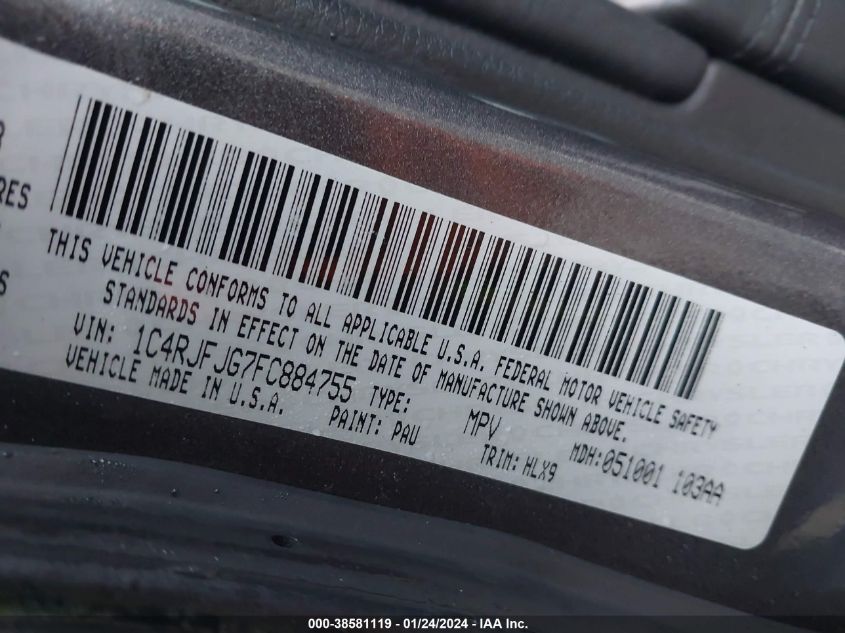 RES
S
THIS VEHICLE CONFORMS TO ALL APPLICABLE U.S.A. FEDERAL MOTOR VEHICLE SAFETY
STANDARDS IN EFFECT ON THE DATE OF MANUFACTURE SHOWN ABOVE.
VIN: 1C4RJFJG7FC884755 TYPE: MPV MDH:051001 103AA
VEHICLE MADE IN U.S.A. PAINT: PAU TRIM: HLX9
000-38581119 - 01/24/2024 - IAA Inc.